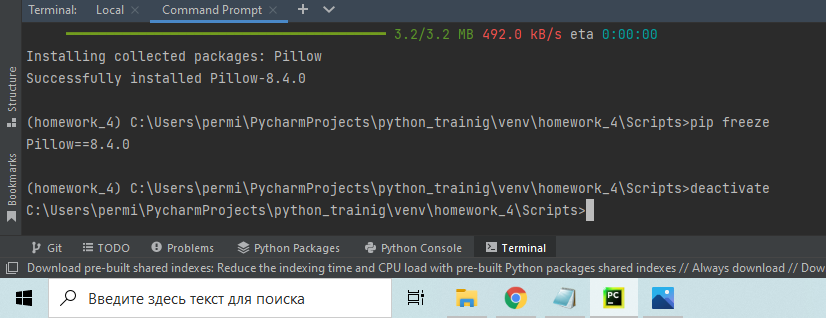 Terminal: Local × Command Prompt × +
3.2/3.2 MB 492.0 kB/s eta 0:00:00
Installing collected packages: Pillow
Successfully installed Pillow-8.4.0
(homework_4) C:\Users\permi\PycharmProjects\python_trainig\venv\homework_4\Scripts>pip freeze
Pillow==8.4.0
(homework_4) C:\Users\permi\PycharmProjects\python_trainig\venv\homework_4\Scripts>deactivate
C:\Users\permi\PycharmProjects\python_trainig\venv\homework_4\Scripts>
Structure
Bookmarks
Git TODO Problems Python Packages Python Console Terminal
Download pre-built shared indexes: Reduce the indexing time and CPU load with pre-built Python packages shared indexes // Always download // Dow
Введите здесь текст для поиска
PC